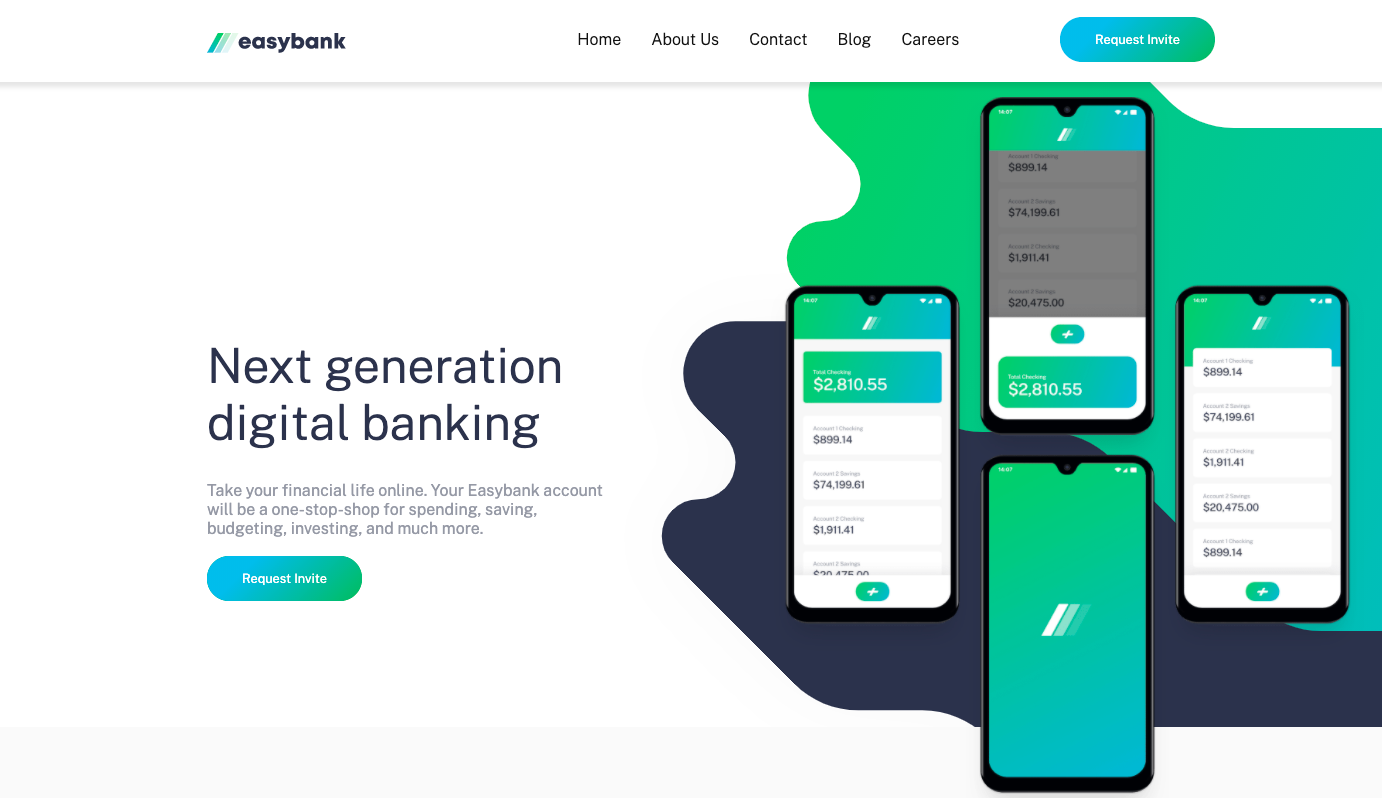 easybank
Home
About Us
Contact
Blog
Careers
Request Invite
Next generation
digital banking
Take your financial life online. Your Easybank account
will be a one-stop-shop for spending, saving,
budgeting, investing, and much more.
Request Invite
14:07
Account 1 Checking
$899.14
Account 2 Savings
$74,199.61
Account 2 Checking
$1,911.41
Account 2 Savings
$20,475.00
Total Checking
$2,810.55
14:07
Total Checking
$2,810.55
Account 1 Checking
$899.14
Account 2 Savings
$74,199.61
Account 2 Checking
$1,911.41
Account 2 Savings
$20,475.00
14:07
Account 1 Checking
$899.14
Account 2 Savings
$74,199.61
Account 2 Checking
$1,911.41
Account 2 Savings
$20,475.00
Account 1 Checking
$899.14
14:07